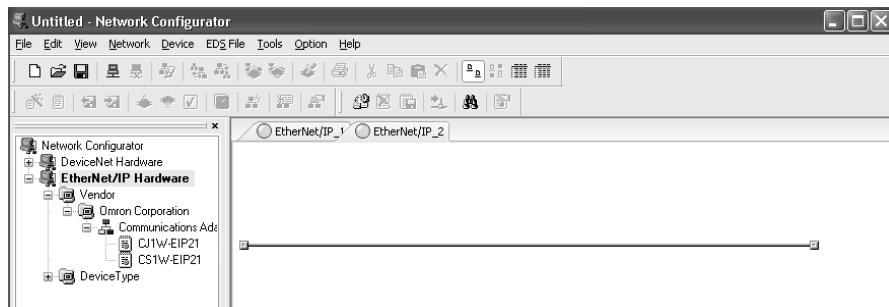 Untitled - Network Configurator
File Edit View Network Device EDS File Tools Option Help
EtherNet/IP_1 EtherNet/IP_2
Network Configurator
DeviceNet Hardware
EtherNet/IP Hardware
Vendor
Omron Corporation
Communications Ada
CJ1W-EIP21
CS1W-EIP21
DeviceType